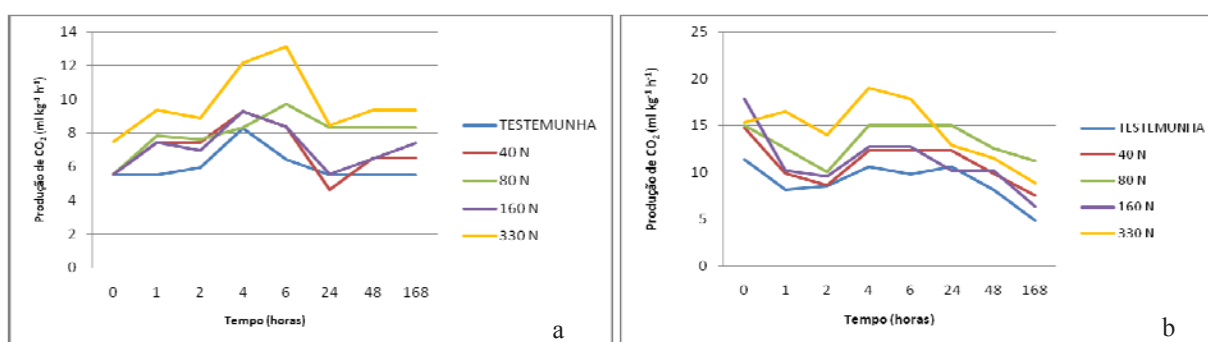 14
12
10
8
6
4
2
0
Produção de CO₂ (ml kg⁻¹ h⁻¹)
0 1 2 4 6 24 48 168
Tempo (horas)
TESTEMUNHA
40 N
80 N
160 N
330 N
a
25
20
15
10
5
0
Produção de CO₂ (ml kg⁻¹ h⁻¹)
0 1 2 4 6 24 48 168
Tempo (horas)
TESTEMUNHA
40 N
80 N
160 N
330 N
b